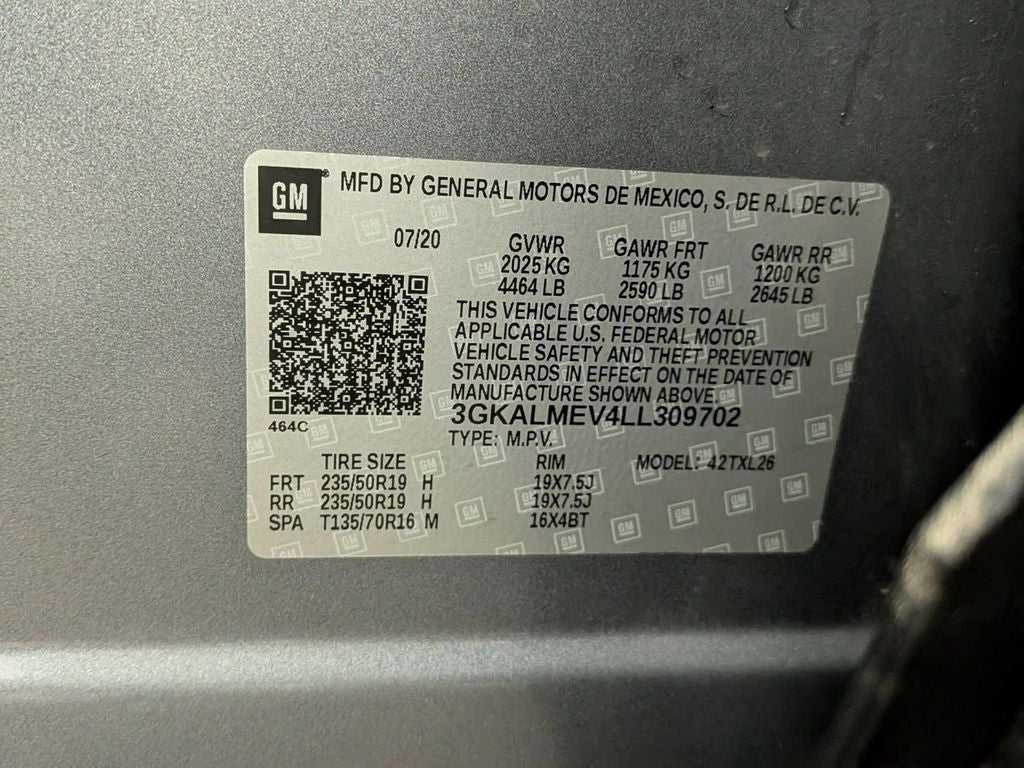 GM® MFD BY GENERAL MOTORS DE MEXICO, S. DE R.L. DE C.V.
07/20 GVWR GAWR FRT GAWR RR
2025 KG 1175 KG 1200 KG
4464 LB 2590 LB 2645 LB
THIS VEHICLE CONFORMS TO ALL
APPLICABLE U.S. FEDERAL MOTOR
VEHICLE SAFETY AND THEFT PREVENTION
STANDARDS IN EFFECT ON THE DATE OF
MANUFACTURE SHOWN ABOVE.
3GKALMEV4LL309702
464C
TYPE: M.P.V.
TIRE SIZE RIM MODEL: 42TXL26
FRT 235/50R19 H 19X7.5J
RR 235/50R19 H 19X7.5J
SPA T135/70R16 M 16X4BT